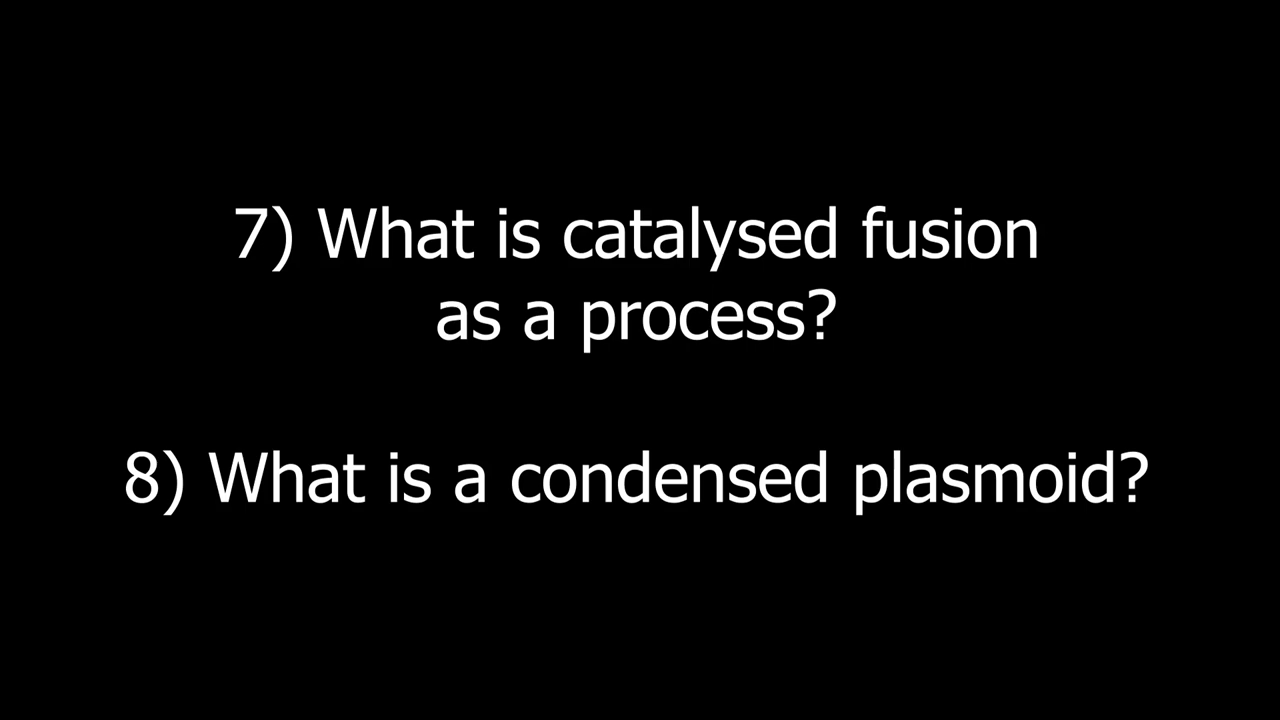 7) What is catalysed fusion
as a process?
8) What is a condensed plasmoid?